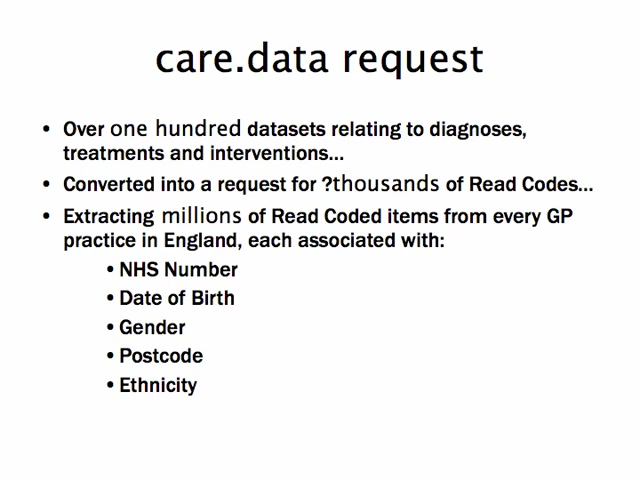 care.data request
• Over one hundred datasets relating to diagnoses,
treatments and interventions...
• Converted into a request for ?thousands of Read Codes...
• Extracting millions of Read Coded items from every GP
practice in England, each associated with:
• NHS Number
• Date of Birth
• Gender
• Postcode
• Ethnicity